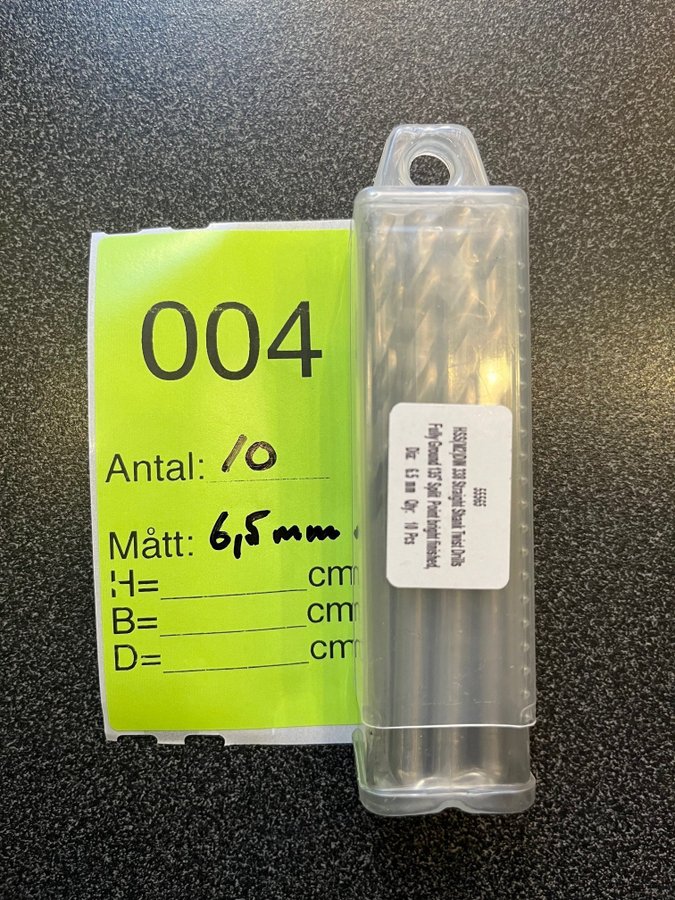 004
Antal: 10
Mått: 6,5 mm
H= cm
B= cm
D= cm
55565
HSS(M2)DIN 338 Straight Shank Twist Drills
Fully Ground 135° Split Point bright finished,
Dia: 6.5 mm Qty: 10 Pcs